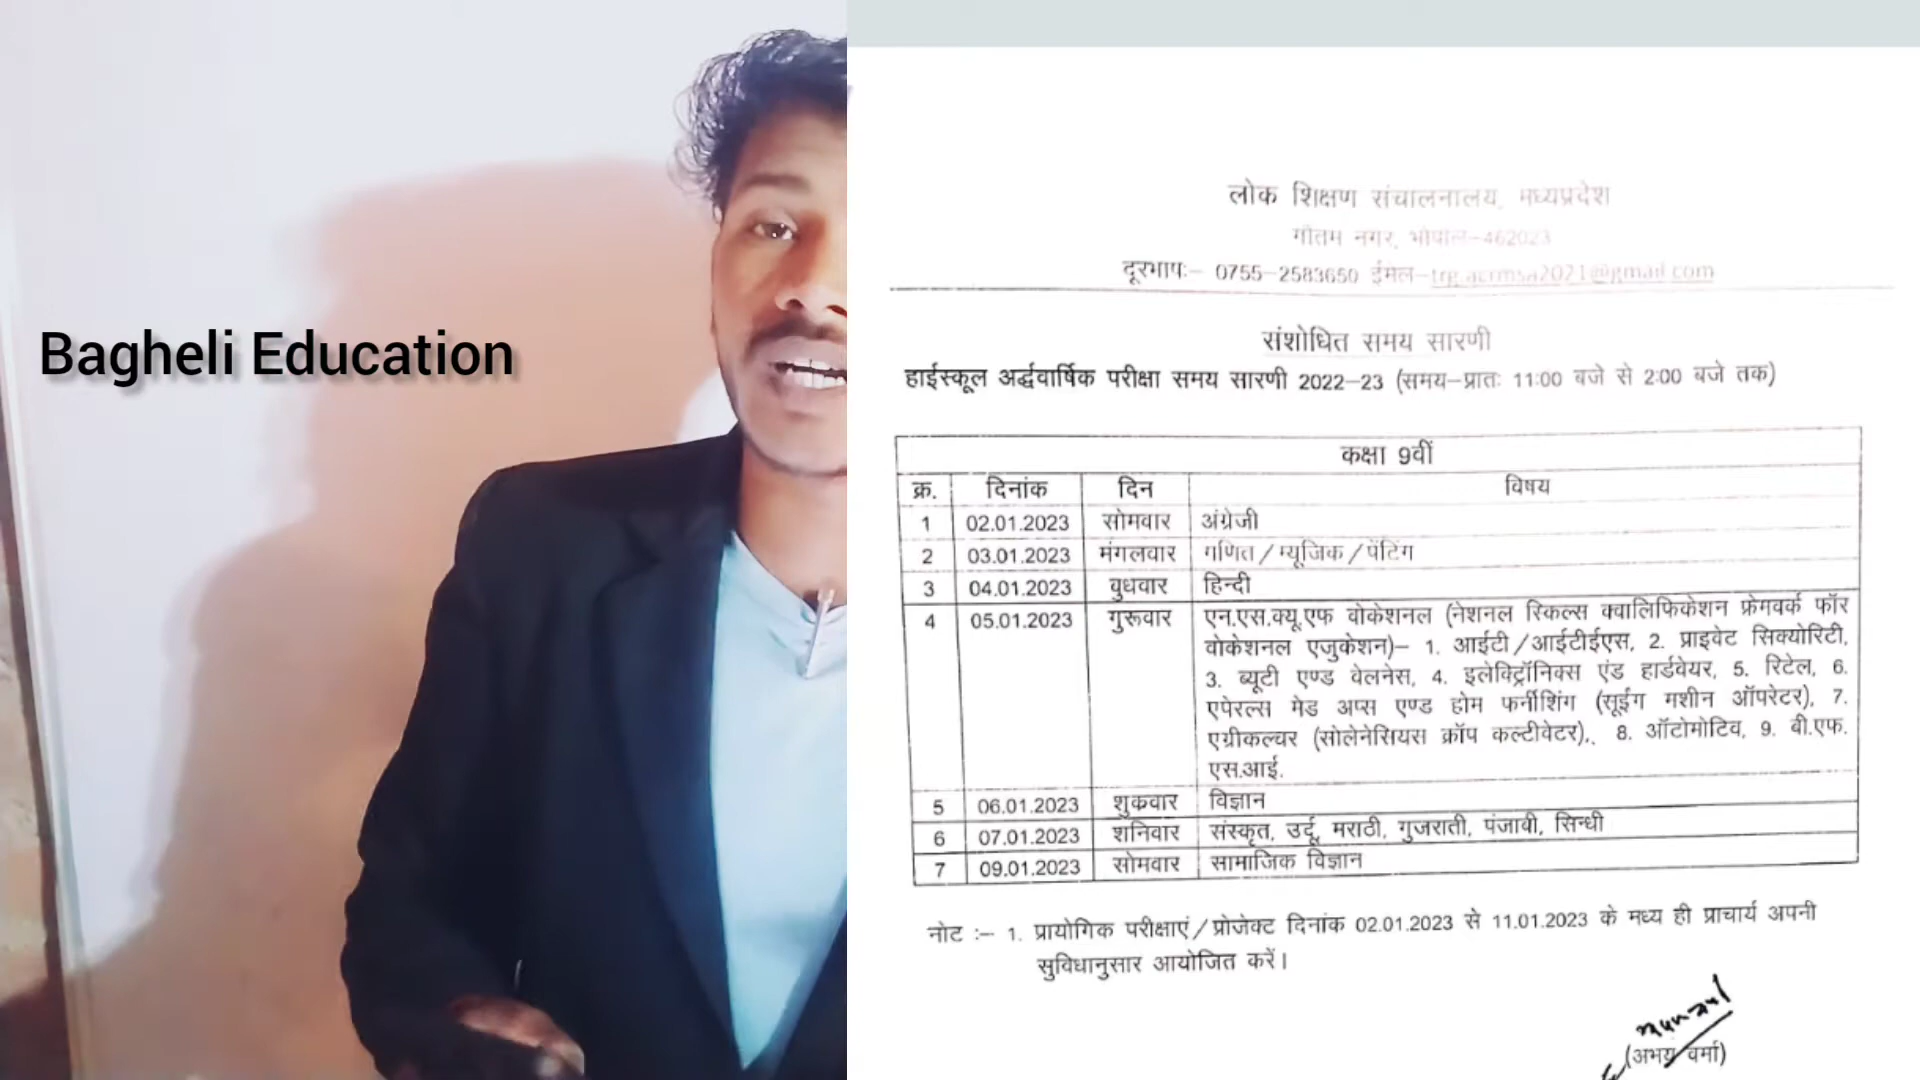 Bagheli Education
लोक शिक्षण संचालनालय, मध्यप्रदेश
गौतम नगर, भोपाल-462023
दूरभाषः- 0755-2583650 ईमेल-trg.acrmsa2021@gmail.com
संशोधित समय सारणी
हाईस्कूल अर्द्धवार्षिक परीक्षा समय सारणी 2022-23 (समय-प्रातः 11:00 बजे से 2:00 बजे तक)
कक्षा 9वीं
क्र. दिनांक दिन विषय
1 02.01.2023 सोमवार अंग्रेजी
2 03.01.2023 मंगलवार गणित/म्यूजिक/पेंटिंग
3 04.01.2023 बुधवार हिन्दी
4 05.01.2023 गुरूवार एन.एस.क्यू.एफ वोकेशनल (नेशनल स्किल्स क्वालिफिकेशन फ्रेमवर्क फॉर
वोकेशनल एजुकेशन)- 1. आईटी/आईटीईएस, 2. प्राइवेट सिक्योरिटी,
3. ब्यूटी एण्ड वेलनेस, 4. इलेक्ट्रॉनिक्स एंड हार्डवेयर, 5. रिटेल, 6.
एपेरल्स मेड अप्स एण्ड होम फर्नीशिंग (सूईंग मशीन ऑपरेटर), 7.
एग्रीकल्चर (सोलेनेसियस क्रॉप कल्टीवेटर),. 8. ऑटोमोटिव, 9. बी.एफ.
एस.आई.
5 06.01.2023 शुक्रवार विज्ञान
6 07.01.2023 शनिवार संस्कृत, उर्दू, मराठी, गुजराती, पंजाबी, सिन्धी
7 09.01.2023 सोमवार सामाजिक विज्ञान
नोट :- 1. प्रायोगिक परीक्षाएं/प्रोजेक्ट दिनांक 02.01.2023 से 11.01.2023 के मध्य ही प्राचार्य अपनी
सुविधानुसार आयोजित करें।
(अभय वर्मा)